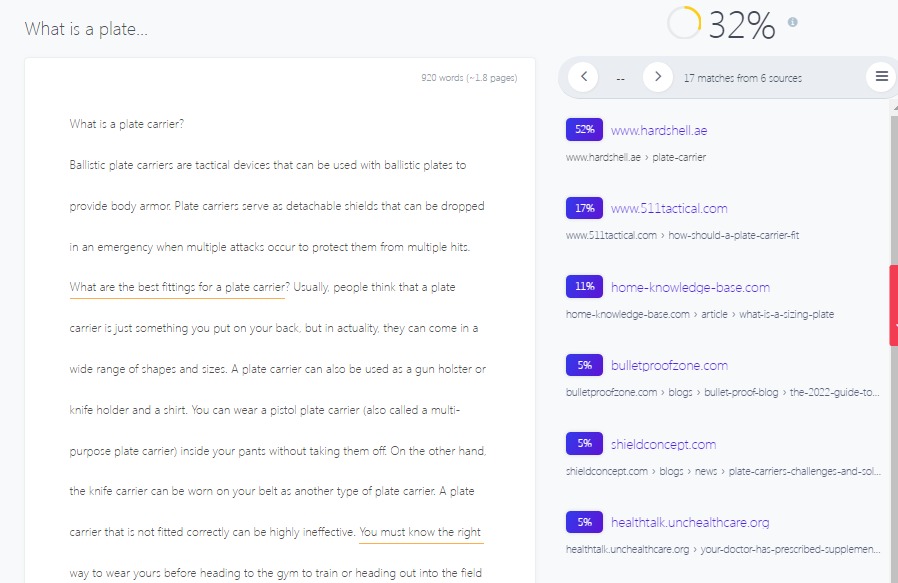 What is a plate...
32%
920 words (~1.8 pages)
What is a plate carrier?
Ballistic plate carriers are tactical devices that can be used with ballistic plates to
provide body armor. Plate carriers serve as detachable shields that can be dropped
in an emergency when multiple attacks occur to protect them from multiple hits.
What are the best fittings for a plate carrier? Usually, people think that a plate
carrier is just something you put on your back, but in actuality, they can come in a
wide range of shapes and sizes. A plate carrier can also be used as a gun holster or
knife holder and a shirt. You can wear a pistol plate carrier (also called a multi-
purpose plate carrier) inside your pants without taking them off. On the other hand,
the knife carrier can be worn on your belt as another type of plate carrier. A plate
carrier that is not fitted correctly can be highly ineffective. You must know the right
way to wear yours before heading to the gym to train or heading out into the field
-- 17 matches from 6 sources
52% www.hardshell.ae
www.hardshell.ae › plate-carrier
17% www.511tactical.com
www.511tactical.com › how-should-a-plate-carrier-fit
11% home-knowledge-base.com
home-knowledge-base.com › article › what-is-a-sizing-plate
5% bulletproofzone.com
bulletproofzone.com › blogs › bullet-proof-blog › the-2022-guide-to...
5% shieldconcept.com
shieldconcept.com › blogs › news › plate-carriers-challenges-and-sol...
5% healthtalk.unchealthcare.org
healthtalk.unchealthcare.org › your-doctor-has-prescribed-supplemen...